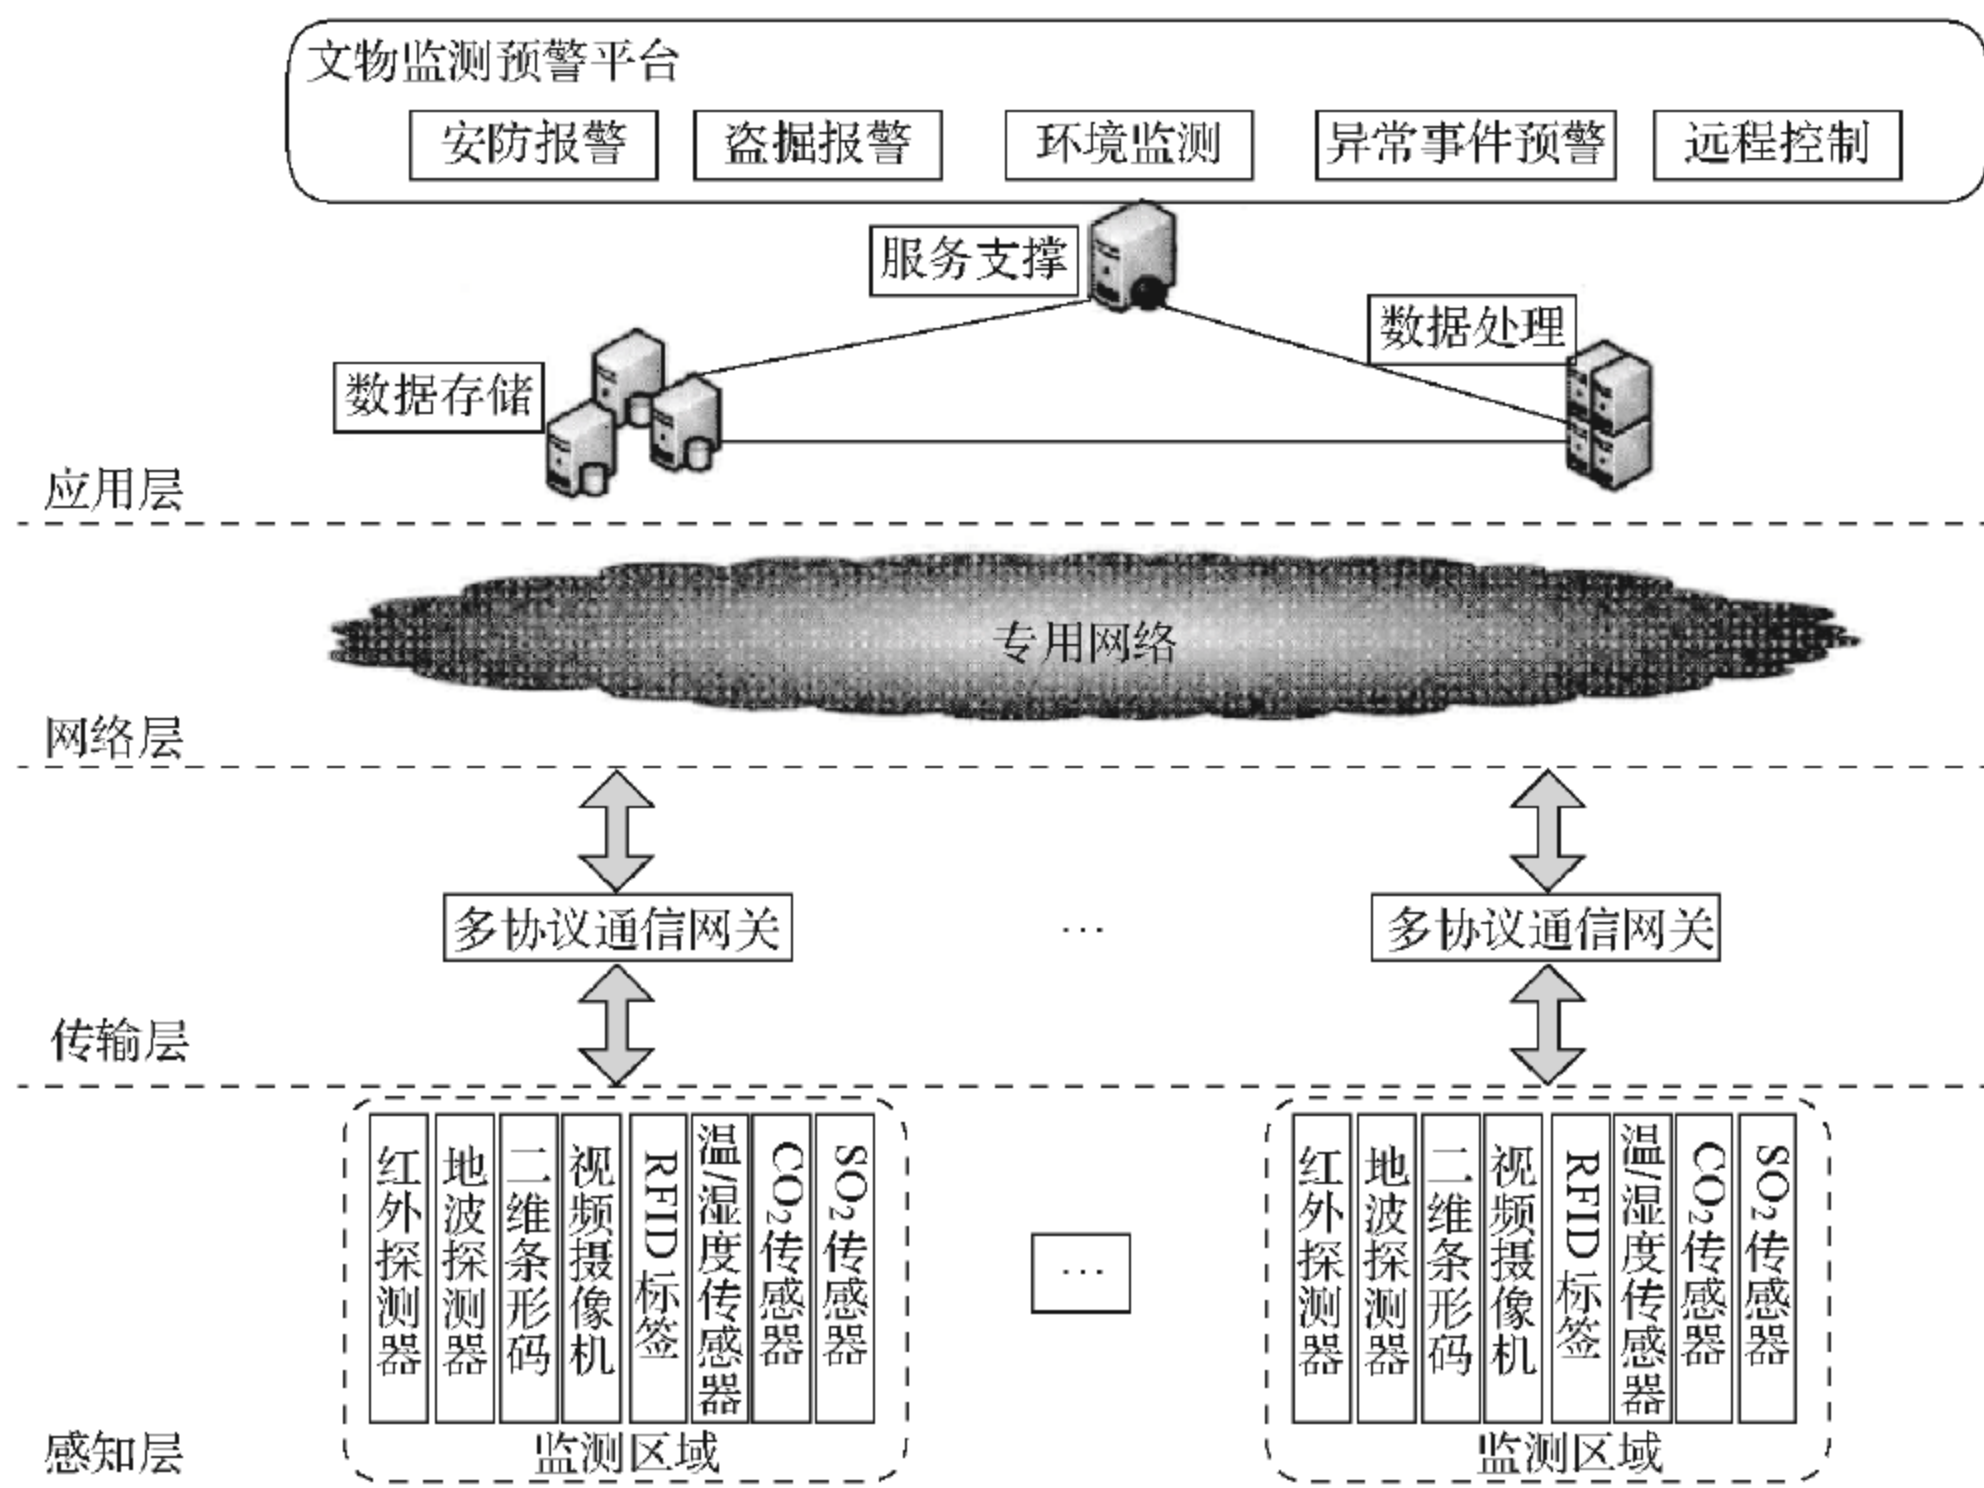 文物监测预警平台
安防报警
盗掘报警
环境监测
异常事件预警
远程控制
服务支撑
数据处理
数据存储
应用层
专用网络
网络层
多协议通信网关
…
多协议通信网关
传输层
红外探测器
地波探测器
二维条形码
视频摄像机
RFID标签
温/湿度传感器
CO₂传感器
SO₂传感器
监测区域
…
红外探测器
地波探测器
二维条形码
视频摄像机
RFID标签
温/湿度传感器
CO₂传感器
SO₂传感器
监测区域
感知层